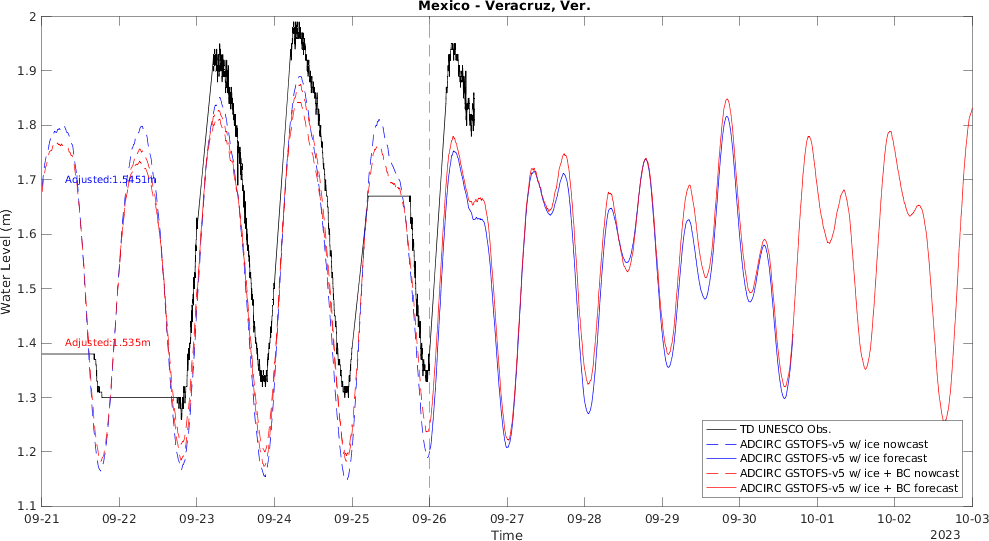 Mexico - Veracruz, Ver.
Water Level (m)
2
1.9
1.8
1.7
1.6
1.5
1.4
1.3
1.2
1.1
Adjusted:1.5451m
Adjusted:1.535m
TD UNESCO Obs.
ADCIRC GSTOFS-v5 w/ ice nowcast
ADCIRC GSTOFS-v5 w/ ice forecast
ADCIRC GSTOFS-v5 w/ ice + BC nowcast
ADCIRC GSTOFS-v5 w/ ice + BC forecast
09-21 09-22 09-23 09-24 09-25 09-26 09-27 09-28 09-29 09-30 10-01 10-02 10-03
Time
2023